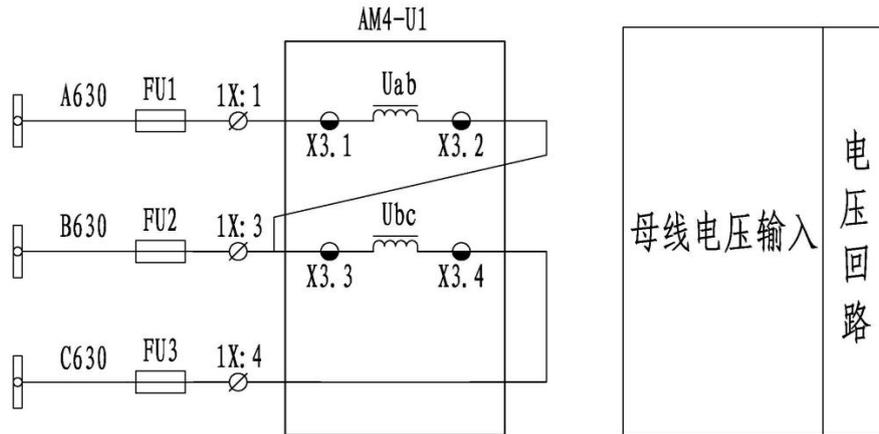 AM4-U1
A630 FU1 1X:1 Uab
X3.1 X3.2
B630 FU2 1X:3 Ubc
X3.3 X3.4
C630 FU3 1X:4
母线电压输入
电压回路